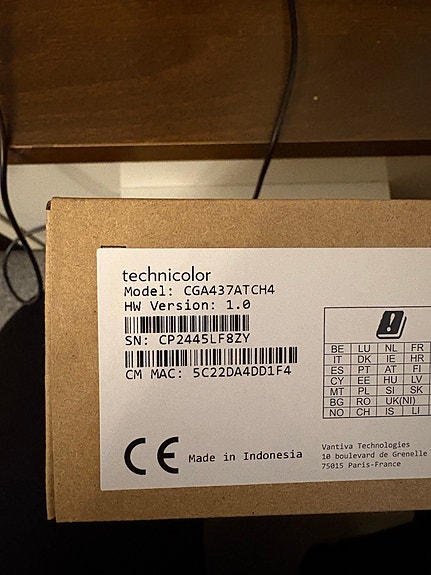 technicolor
Model: CGA437ATCH4
HW Version: 1.0
SN: CP2445LF8ZY
CM MAC: 5C22DA4DD1F4
CE Made in Indonesia
BE LU NL FR
IT DK IE HR
ES PT AT FI
CY EE HU LV
MT PL SI SK
BG RO UK(NI)
NO CH IS LI
Vantiva Technologies
10 boulevard de Grenelle
75015 Paris-France